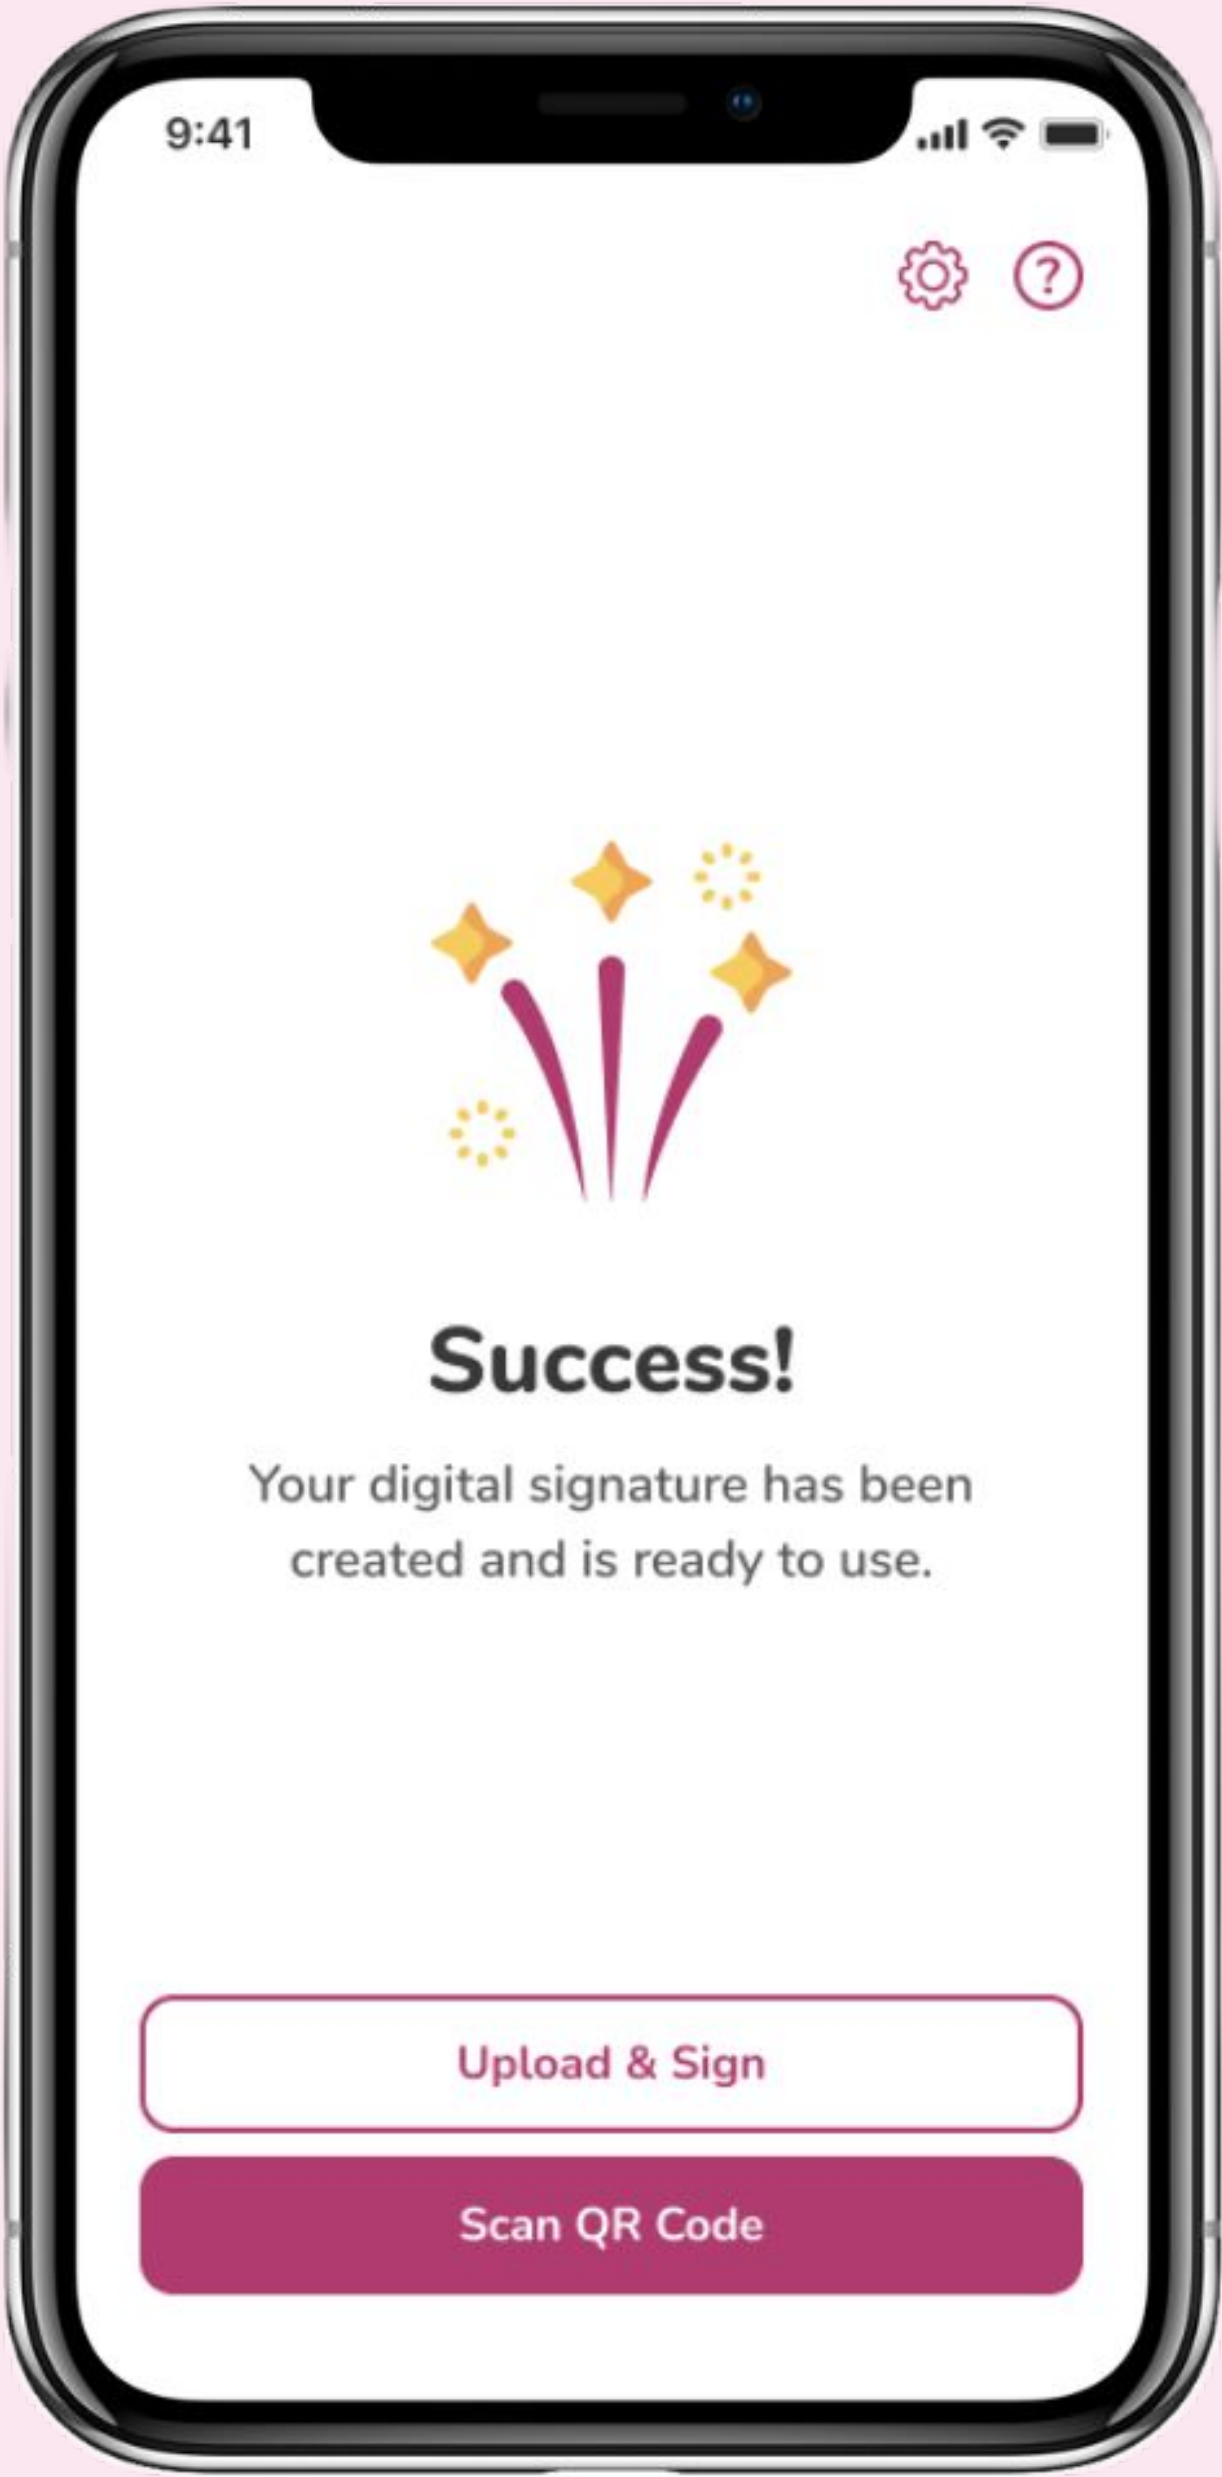 9:41
?
Success!
Your digital signature has been
created and is ready to use.
Upload & Sign
Scan QR Code